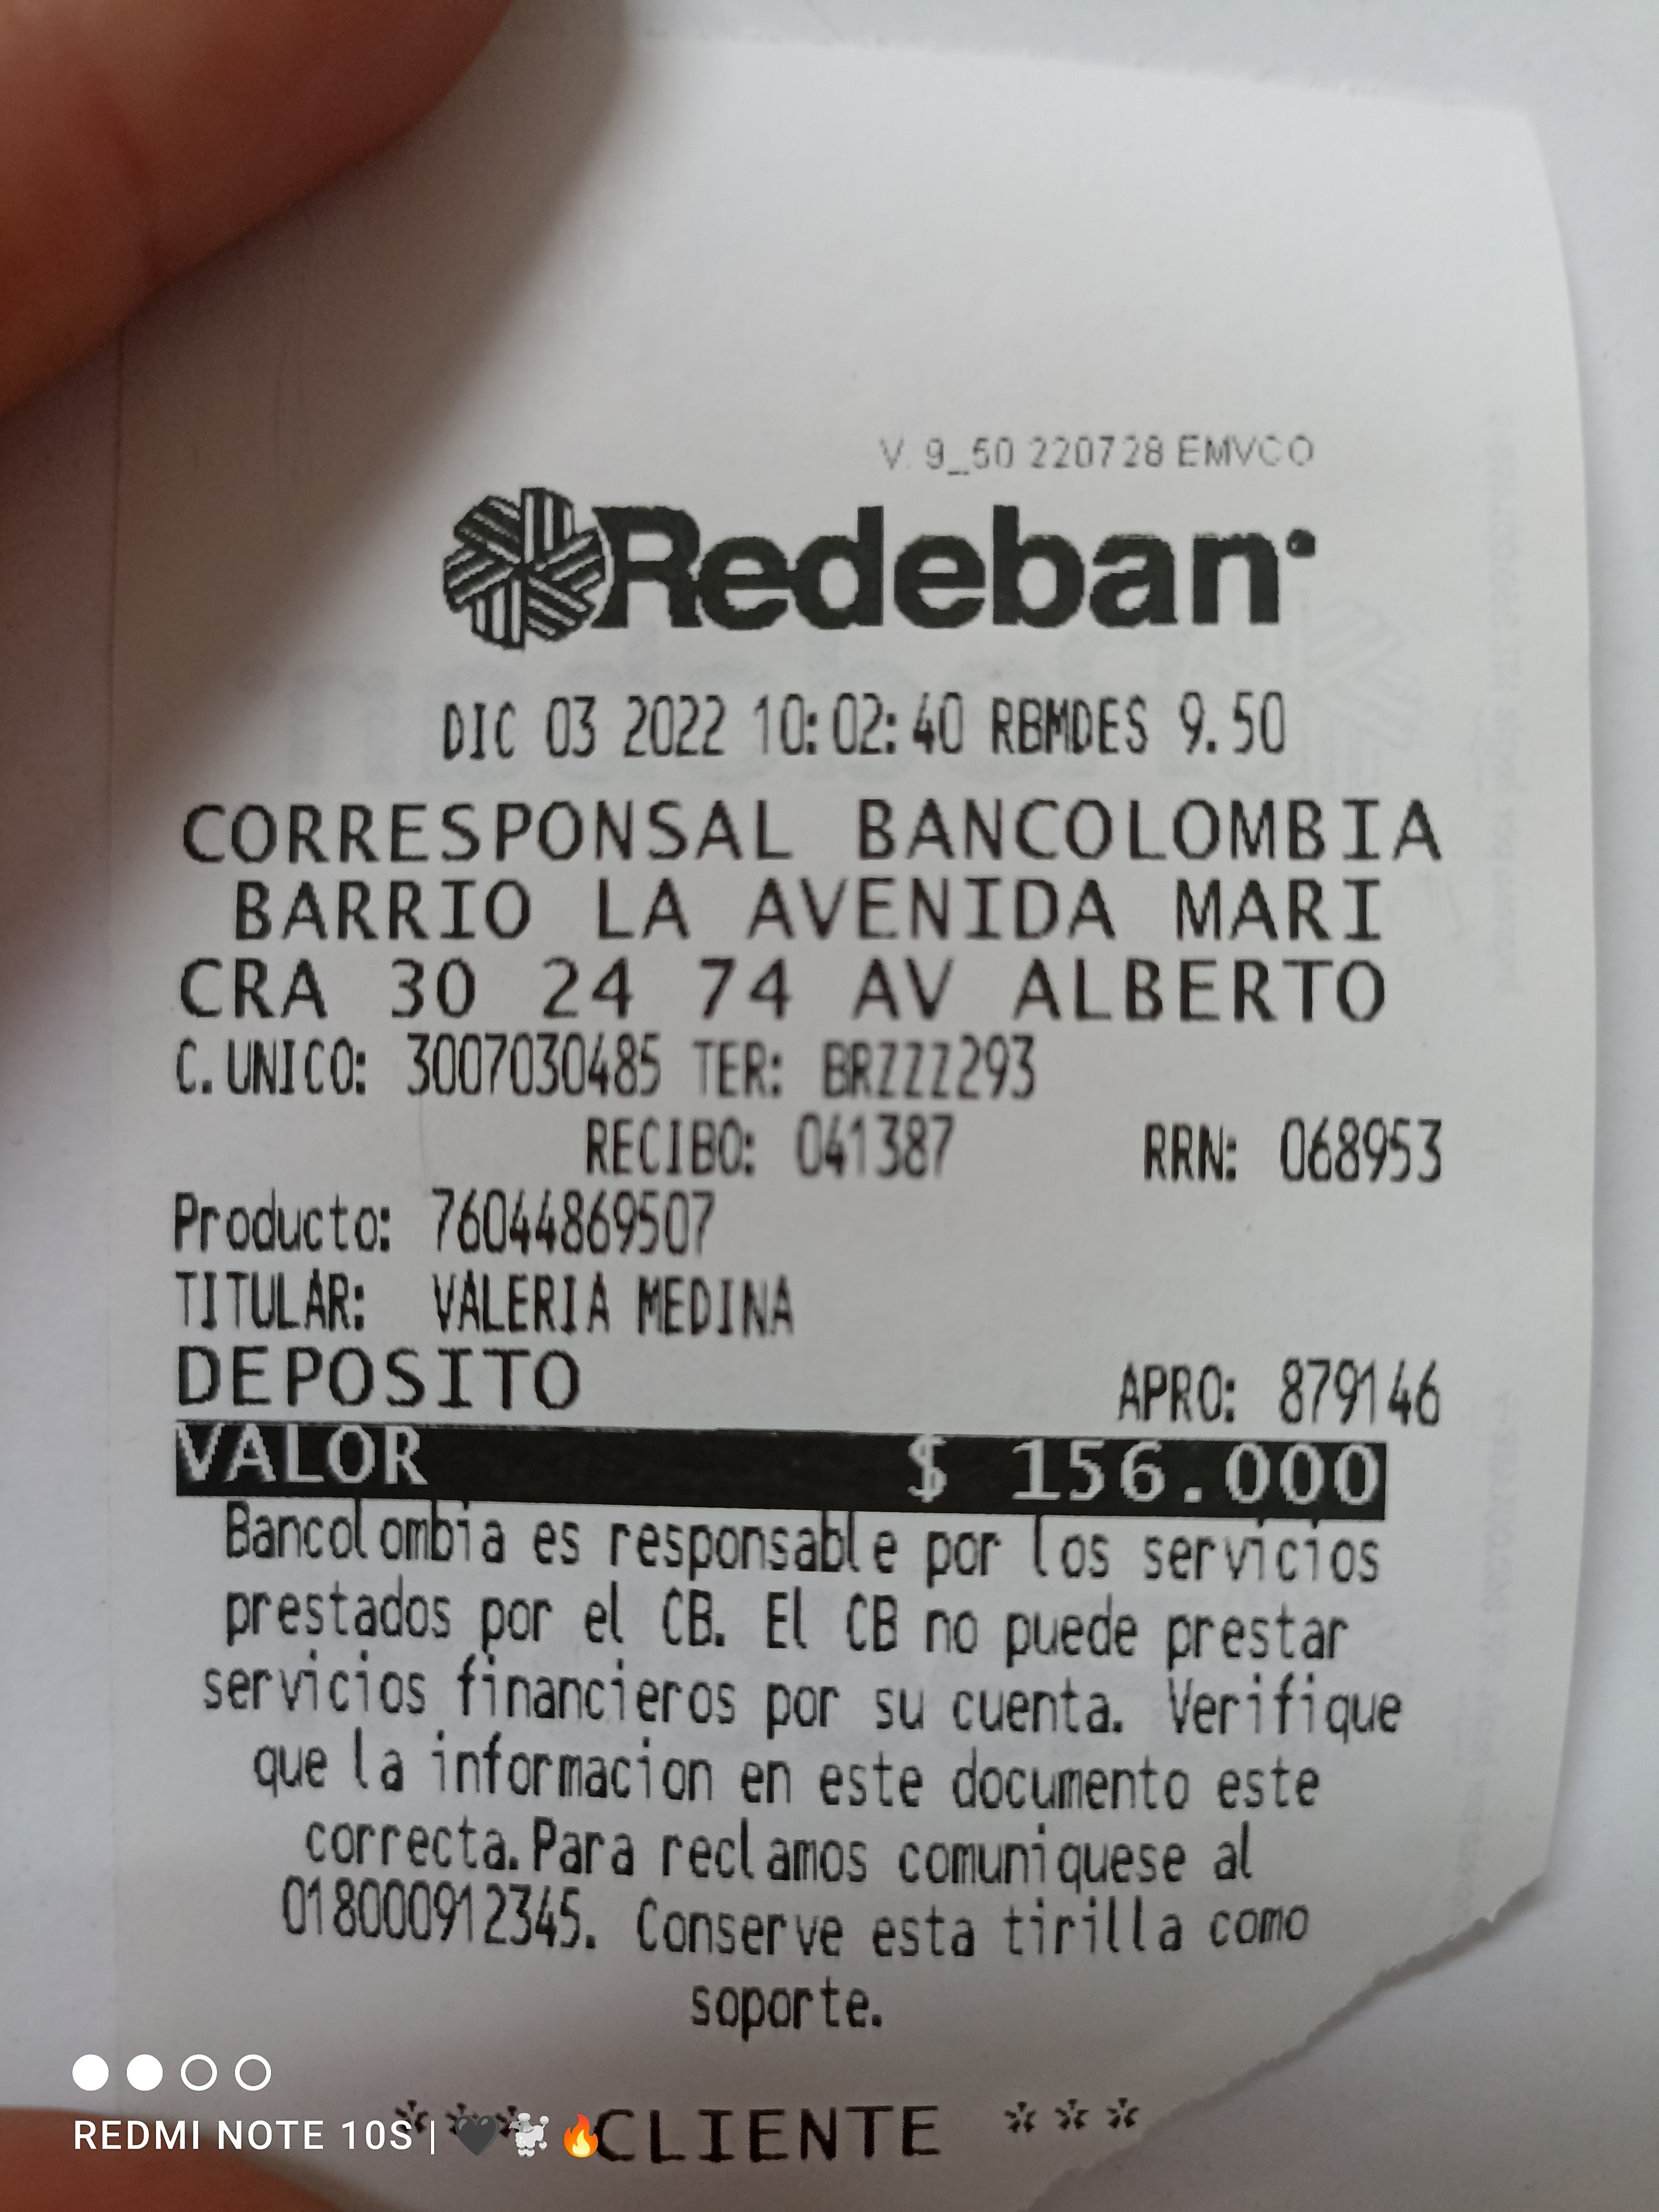 V. 9_50 220728 EMVCO
Redeban
DIC 03 2022 10:02:40 RBMDES 9.50
CORRESPONSAL BANCOLOMBIA
BARRIO LA AVENIDA MARI
CRA 30 24 74 AV ALBERTO
C.UNICO: 3007030485 TER: BRZZZ293
RECIBO: 041387 RRN: 068953
Producto: 76044869507
TITULAR: VALERIA MEDINA
DEPOSITO APRO: 879146
VALOR $ 156.000
Bancolombia es responsable por los servicios
prestados por el CB. El CB no puede prestar
servicios financieros por su cuenta. Verifique
que la informacion en este documento este
correcta.Para reclamos comuniquese al
018000912345. Conserve esta tirilla como
soporte.
*** CLIENTE ***
REDMI NOTE 10S | 🖤🐩🔥